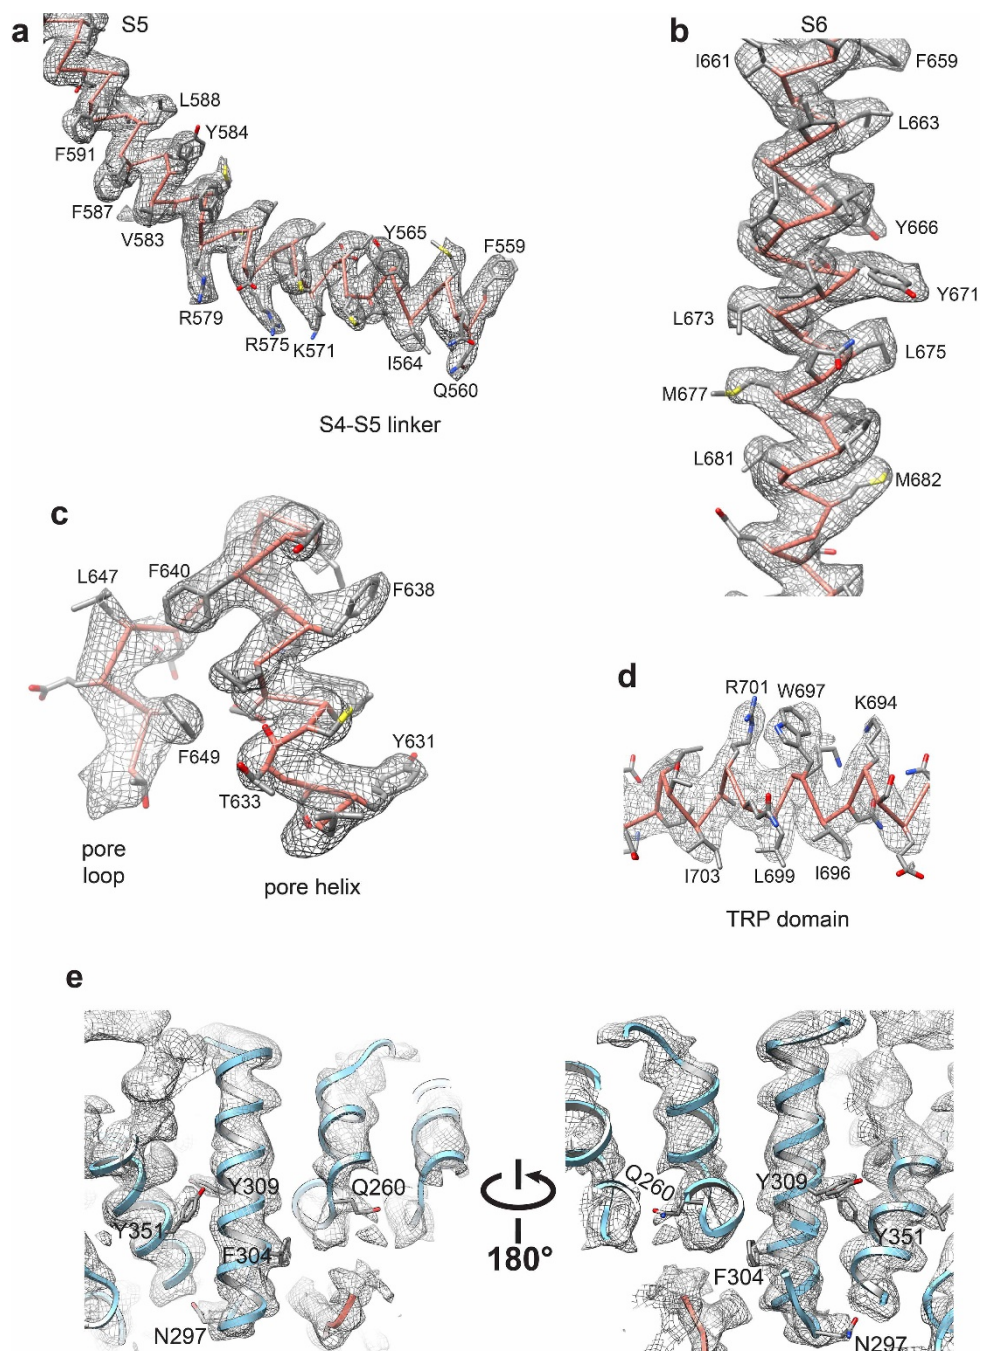 a
S5
L588
Y584
F591
F587
V583
Y565
F559
R579
R575
K571
I564
Q560
S4-S5 linker
b
S6
I661
F659
L663
Y666
Y671
L673
L675
M677
L681
M682
c
L647
F640
F638
F649
Y631
T633
pore
loop
pore helix
d
R701
W697
K694
I703
L699
I696
TRP domain
e
Y309
Q260
Y351
F304
N297
180°
Q260
Y309
Y351
F304
N297